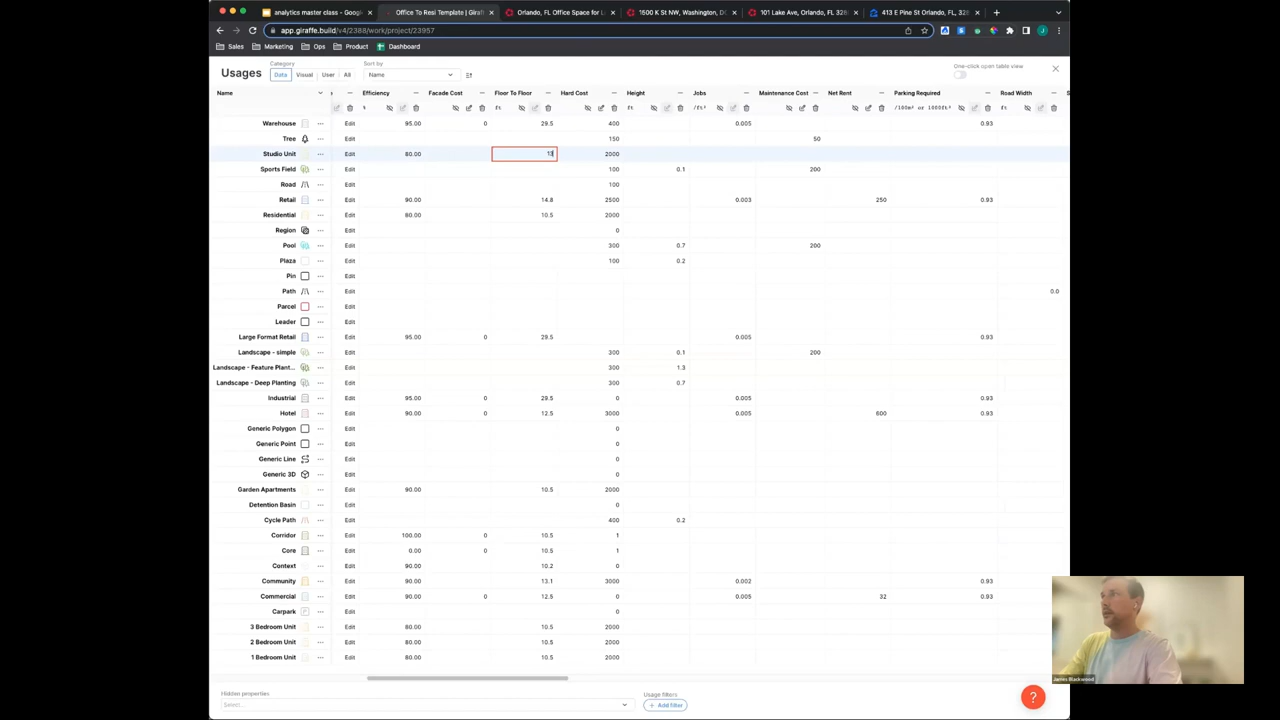 analytics master class - Googl
Office To Resi Template | Giraff
Orlando, FL Office Space for L
1500 K St NW, Washington, DC
101 Lake Ave, Orlando, FL 328
413 E Pine St Orlando, FL, 328
app.giraffe.build/v4/2388/work/project/23957
Sales Marketing Ops Product Dashboard
Usages
Category
Data Visual User All
Sort by
Name
One-click open table view
Name Efficiency Facade Cost Floor To Floor Hard Cost Height Jobs Maintenance Cost Net Rent Parking Required Road Width S
% ft ft /ft² /100m² or 1000ft² ft
Warehouse Edit 95.00 0 29.5 400 0.005 0.93
Tree Edit 150 50
Studio Unit Edit 80.00 13 2000
Sports Field Edit 100 0.1 200
Road Edit 100
Retail Edit 90.00 14.8 2500 0.003 250 0.93
Residential Edit 80.00 10.5 2000
Region Edit 0
Pool Edit 300 0.7 200
Plaza Edit 100 0.2
Pin Edit
Path Edit 0.0
Parcel Edit
Leader Edit
Large Format Retail Edit 95.00 0 29.5 0.005 0.93
Landscape - simple Edit 300 0.1 200
Landscape - Feature Plant... Edit 300 1.3
Landscape - Deep Planting Edit 300 0.7
Industrial Edit 95.00 0 29.5 0 0.005 0.93
Hotel Edit 90.00 0 12.5 3000 0.005 600 0.93
Generic Polygon Edit 0
Generic Point Edit 0
Generic Line Edit 0
Generic 3D Edit 0
Garden Apartments Edit 90.00 10.5 2000
Detention Basin Edit 0
Cycle Path Edit 400 0.2
Corridor Edit 100.00 0 10.5 1
Core Edit 0.00 0 10.5 1
Context Edit 90.00 10.2 0
Community Edit 90.00 13.1 3000 0.002 0.93
Commercial Edit 90.00 0 12.5 0 0.005 32 0.93
Carpark Edit 0
3 Bedroom Unit Edit 80.00 10.5 2000
2 Bedroom Unit Edit 80.00 10.5 2000
1 Bedroom Unit Edit 80.00 10.5 2000
Hidden properties
Select...
Usage filters
+ Add filter
?
James Blackwood